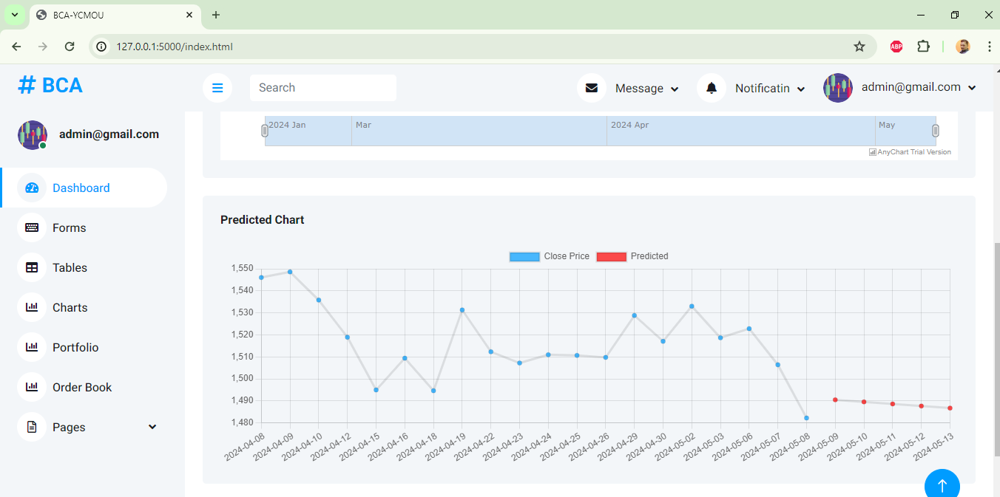 BCA-YCMOU
127.0.0.1:5000/index.html
ABP
# BCA
Search
Message
Notificatin
admin@gmail.com
admin@gmail.com
Dashboard
Forms
Tables
Charts
Portfolio
Order Book
Pages
2024 Jan Mar 2024 Apr May
AnyChart Trial Version
Predicted Chart
Close Price Predicted
1,550
1,540
1,530
1,520
1,510
1,500
1,490
1,480
2024-04-08 2024-04-09 2024-04-10 2024-04-12 2024-04-15 2024-04-16 2024-04-18 2024-04-19 2024-04-22 2024-04-23 2024-04-24 2024-04-25 2024-04-26 2024-04-29 2024-04-30 2024-05-02 2024-05-03 2024-05-06 2024-05-07 2024-05-08 2024-05-09 2024-05-10 2024-05-11 2024-05-12 2024-05-13